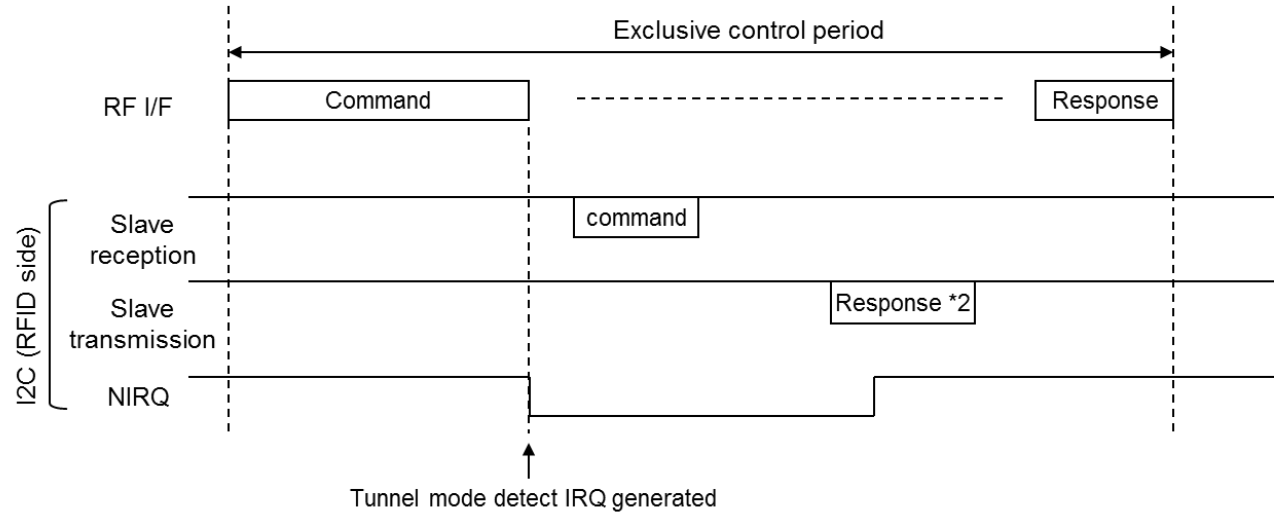 Exclusive control period
RF I/F
Command
Response
I2C (RFID side)
Slave
reception
command
Slave
transmission
Response *2
NIRQ
Tunnel mode detect IRQ generated